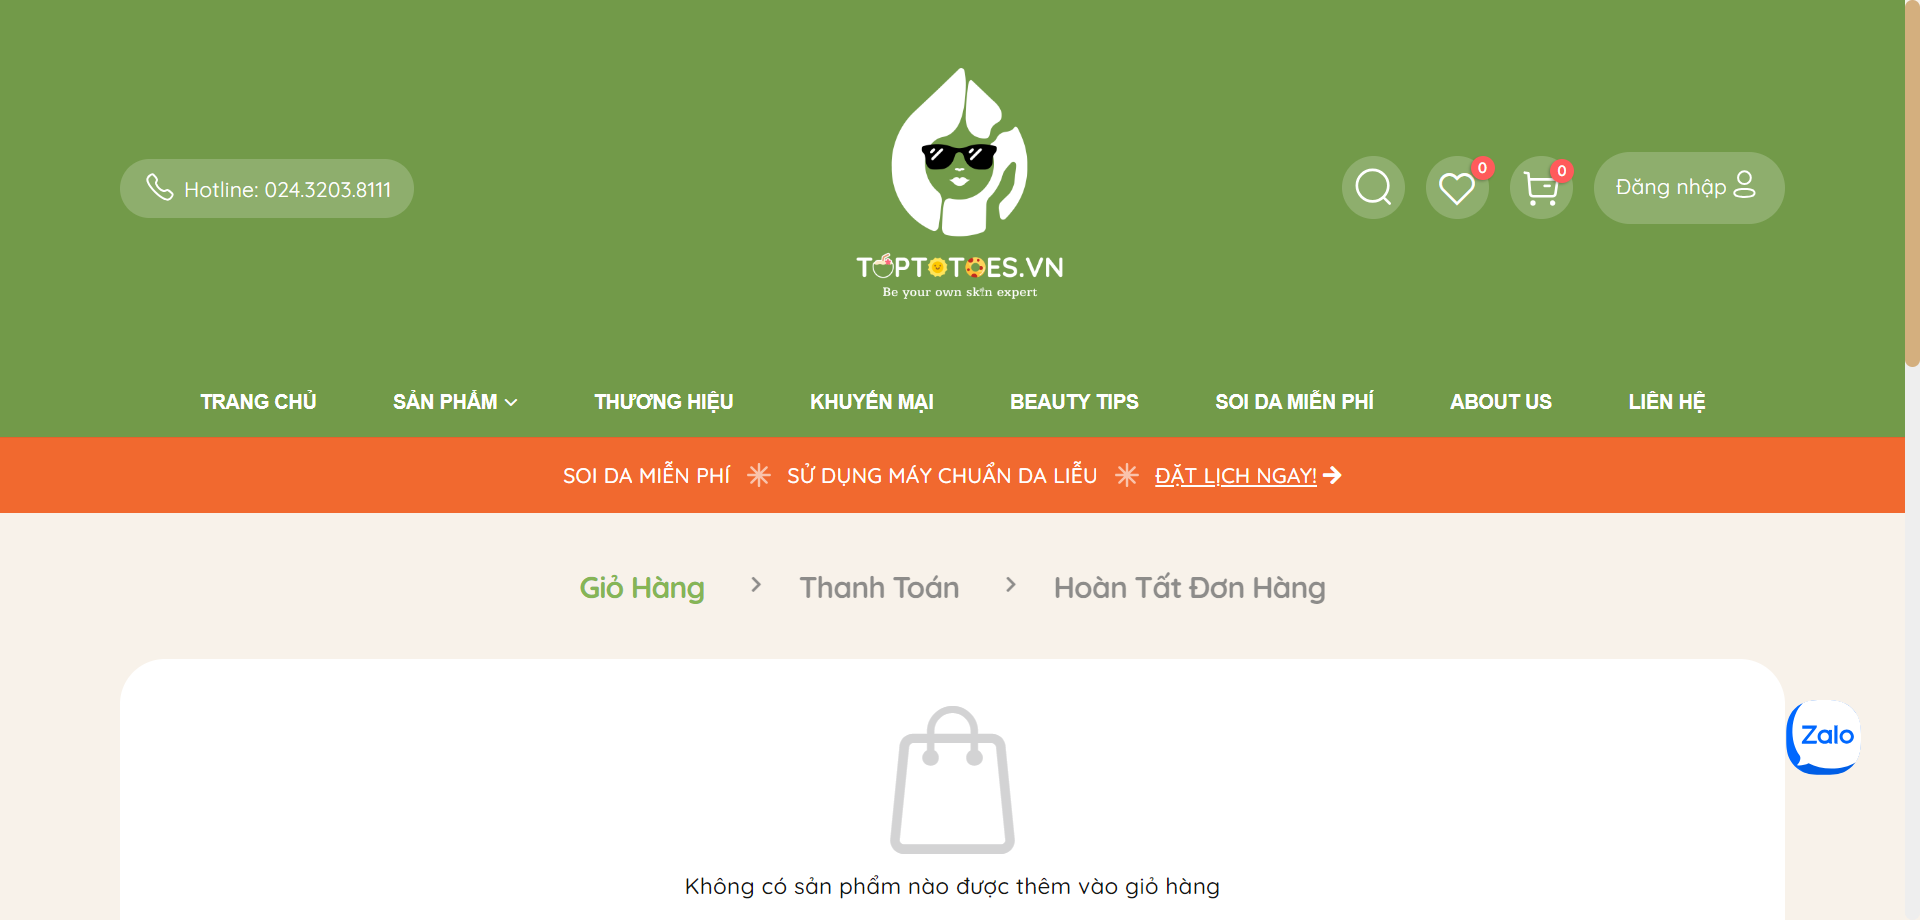 Hotline: 024.3203.8111
TOPTOTOES.VN
Be your own skin expert
0
0
Đăng nhập
TRANG CHỦ
SẢN PHẨM
THƯƠNG HIỆU
KHUYẾN MẠI
BEAUTY TIPS
SOI DA MIỄN PHÍ
ABOUT US
LIÊN HỆ
SOI DA MIỄN PHÍ
SỬ DỤNG MÁY CHUẨN DA LIỄU
ĐẶT LỊCH NGAY!
Giỏ Hàng
Thanh Toán
Hoàn Tất Đơn Hàng
Zalo
Không có sản phẩm nào được thêm vào giỏ hàng